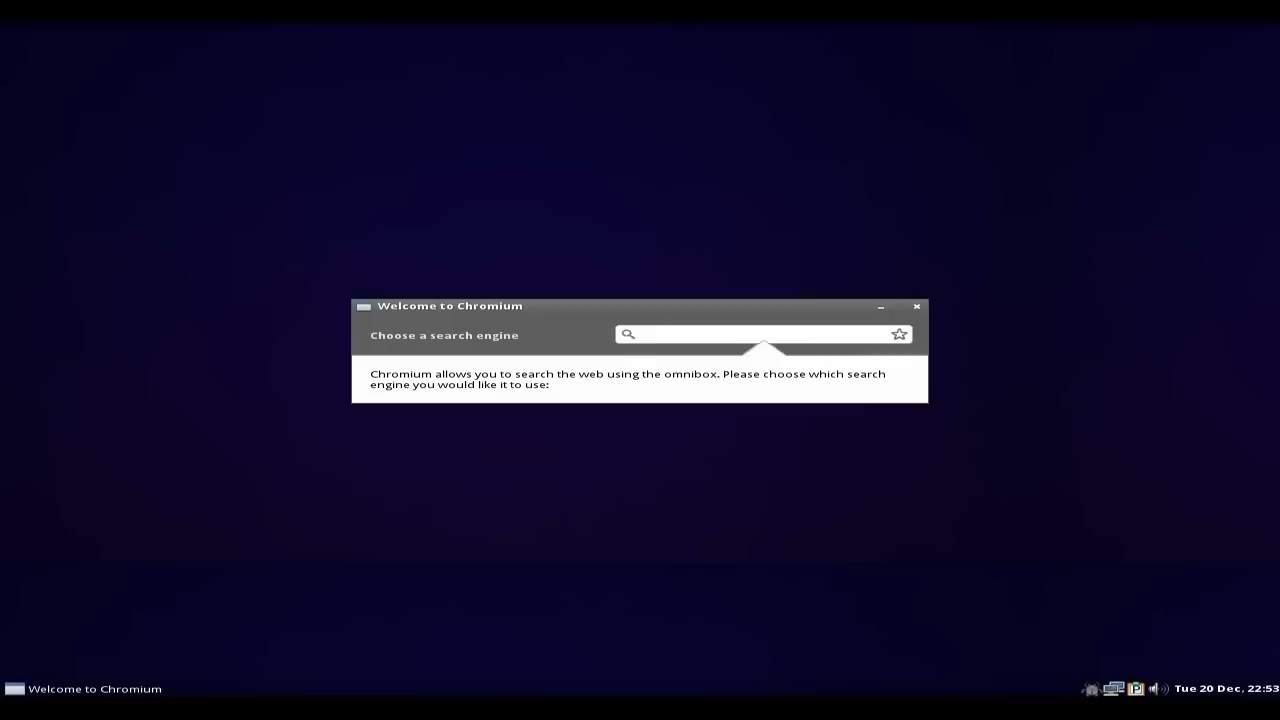 Welcome to Chromium
Choose a search engine
Chromium allows you to search the web using the omnibox. Please choose which search
engine you would like it to use:
Welcome to Chromium
P
Tue 20 Dec, 22:53